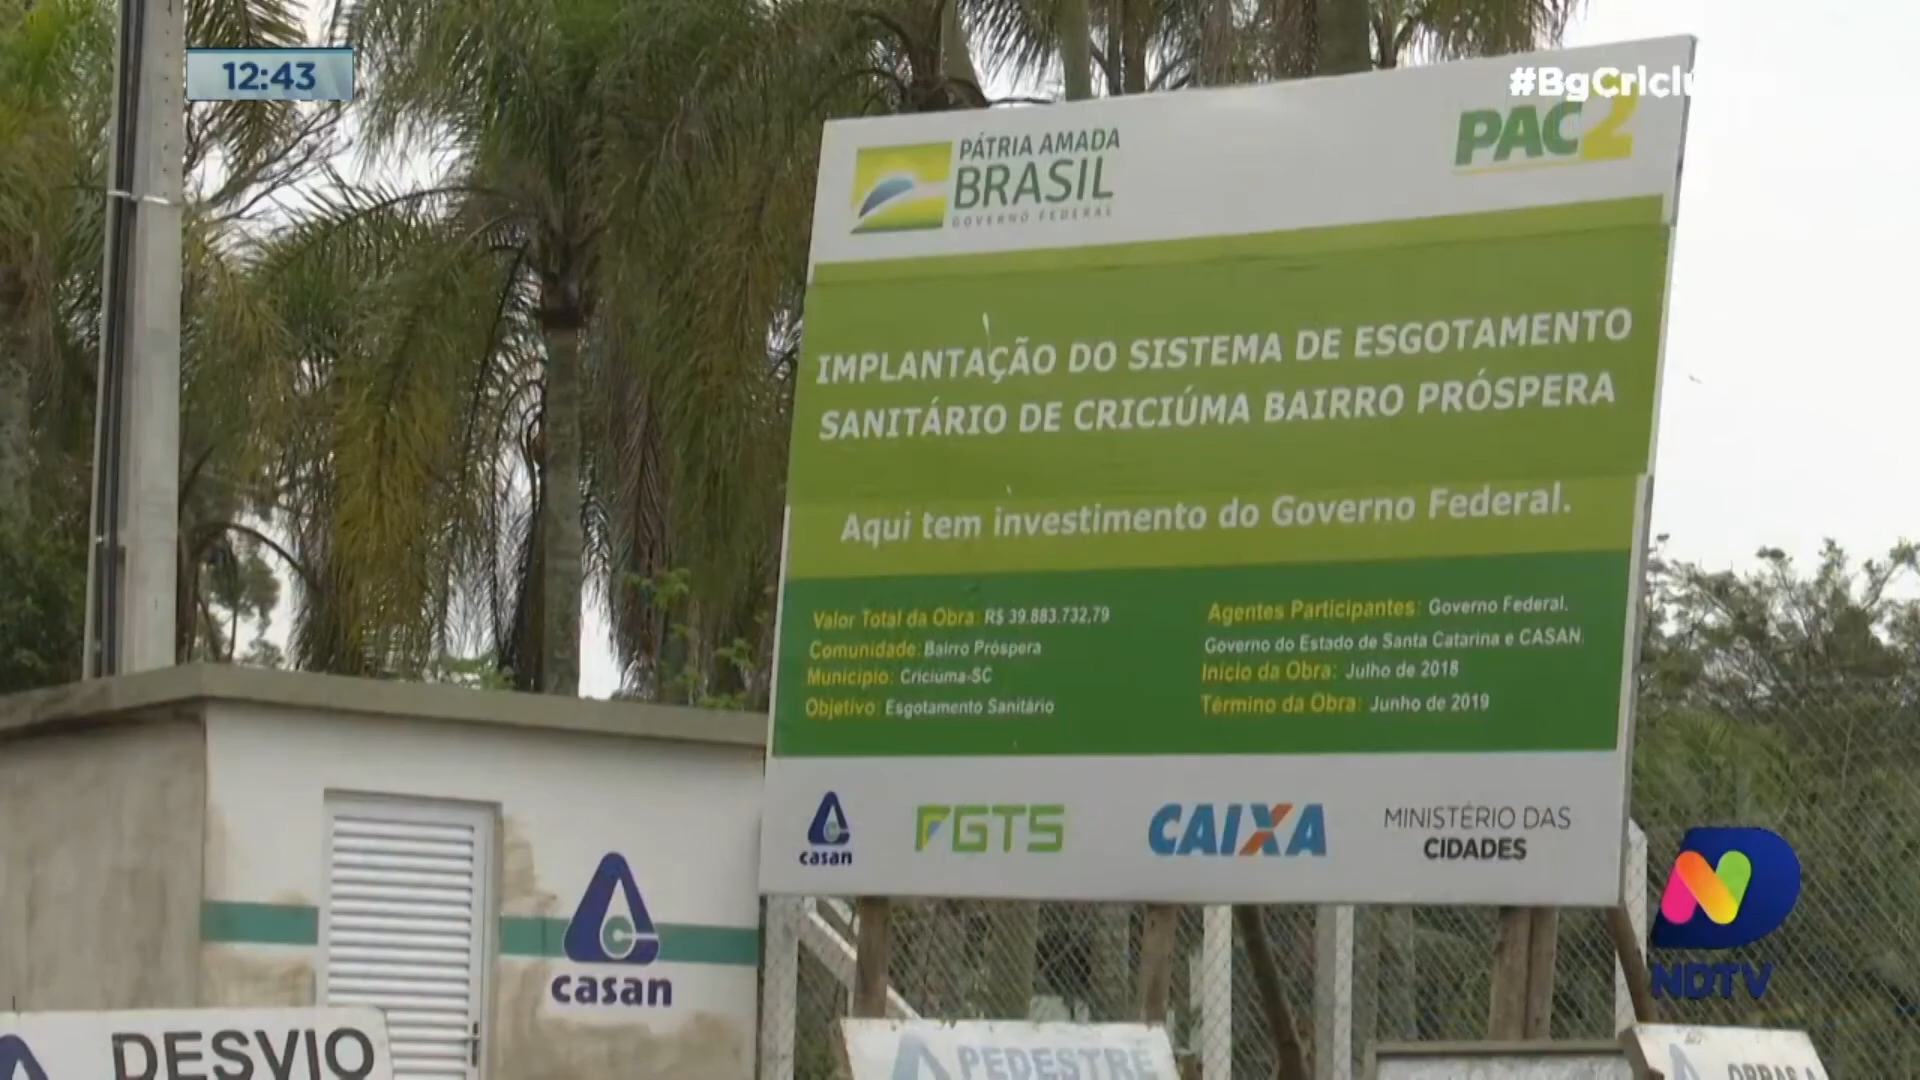 12:43
#BgCriciú
PÁTRIA AMADA
BRASIL
GOVERNO FEDERAL
PAC2
IMPLANTAÇÃO DO SISTEMA DE ESGOTAMENTO
SANITÁRIO DE CRICIÚMA BAIRRO PRÓSPERA
Aqui tem investimento do Governo Federal.
Valor Total da Obra: R$ 39.883.732,79
Comunidade: Bairro Próspera
Município: Criciúma-SC
Objetivo: Esgotamento Sanitário
Agentes Participantes: Governo Federal.
Governo do Estado de Santa Catarina e CASAN.
Início da Obra: Julho de 2018
Término da Obra: Junho de 2019
casan
FGTS
CAIXA
MINISTÉRIO DAS
CIDADES
casan
NDTV
DESVIO
PEDESTRE
OBRAS A